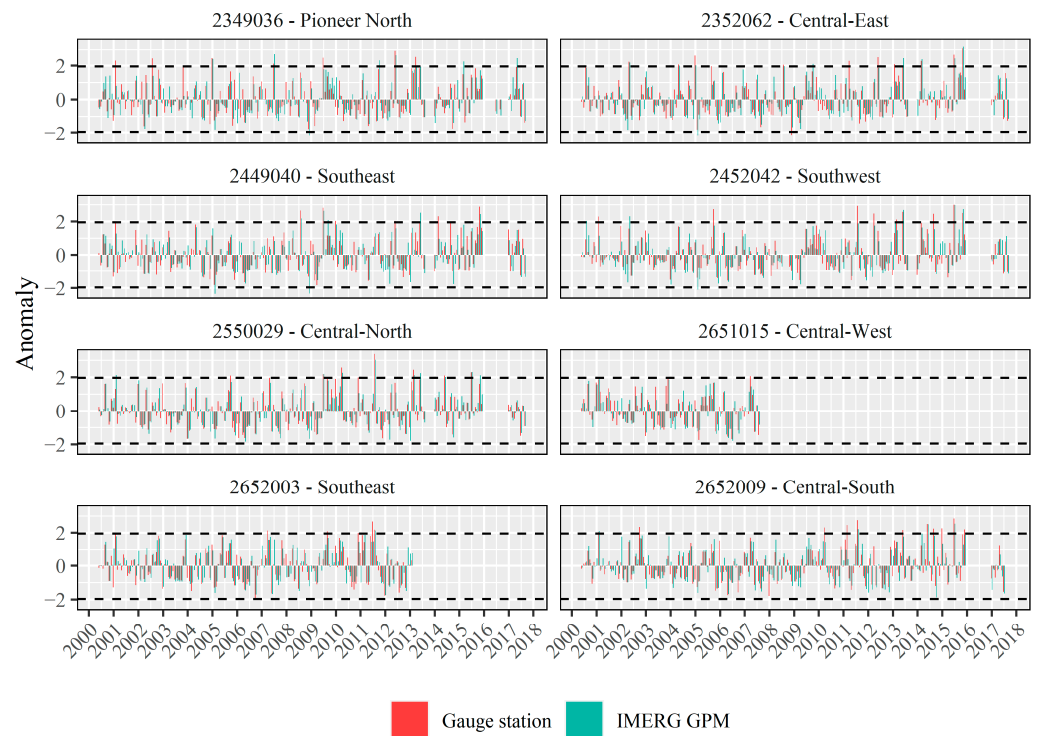 2349036 - Pioneer North
2352062 - Central-East
2
0
−2
2449040 - Southeast
2452042 - Southwest
2
0
−2
Anomaly
2550029 - Central-North
2651015 - Central-West
2
0
−2
2652003 - Southeast
2652009 - Central-South
2
0
−2
2000 2001 2002 2003 2004 2005 2006 2007 2008 2009 2010 2011 2012 2013 2014 2015 2016 2017 2018
2000 2001 2002 2003 2004 2005 2006 2007 2008 2009 2010 2011 2012 2013 2014 2015 2016 2017 2018
Gauge station
IMERG GPM